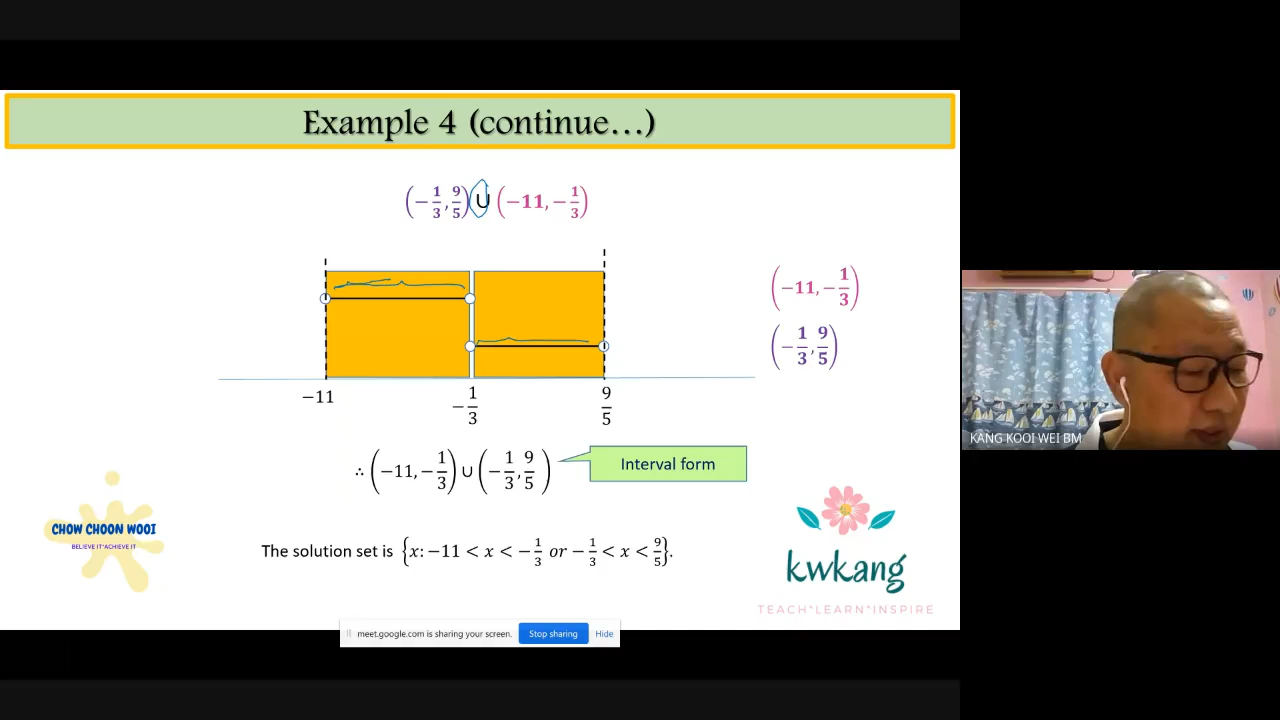 Example 4 (continue...)
(−1/3, 9/5) ∪ (−11, −1/3)
(−11, −1/3)
(−1/3, 9/5)
−11
−1/3
9/5
∴ (−11, −1/3) ∪ (−1/3, 9/5)
Interval form
The solution set is {x: −11 < x < −1/3 or −1/3 < x < 9/5}.
CHOW CHOON WOOI
BELIEVE IT*ACHIEVE IT
kwkang
TEACH*LEARN*INSPIRE
KANG KOOI WEI BM
meet.google.com is sharing your screen.
Stop sharing
Hide